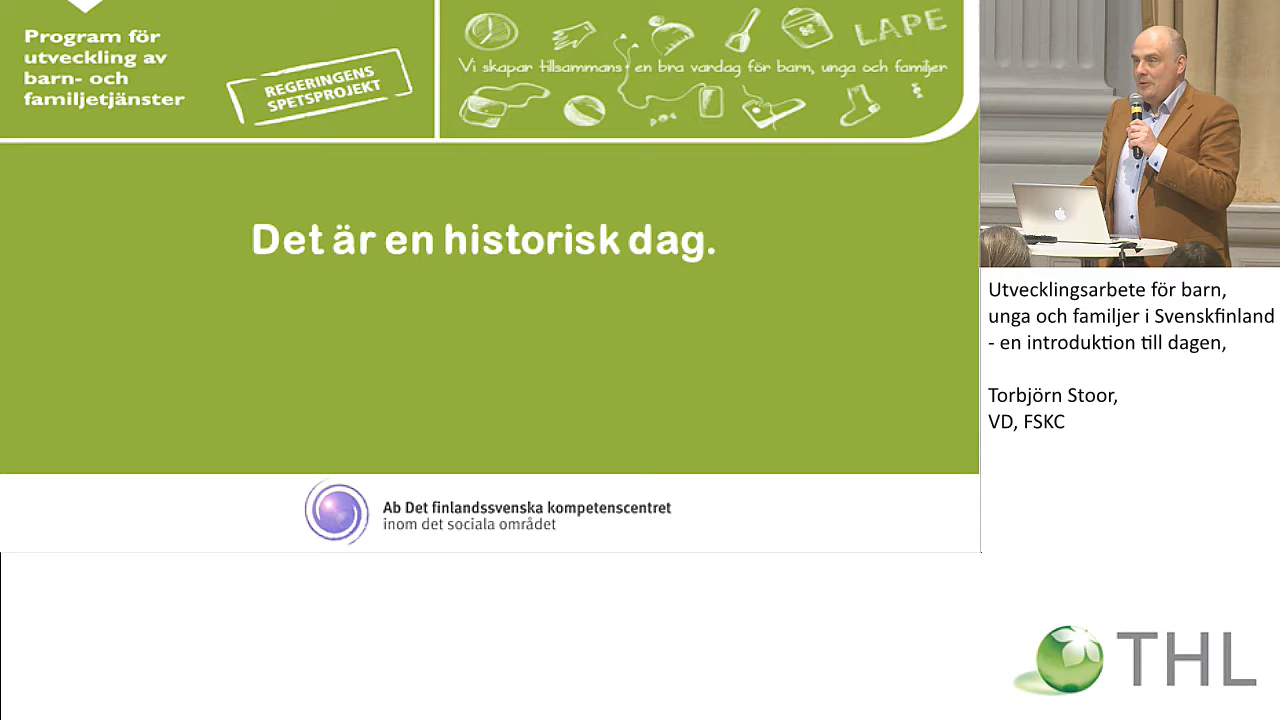 Program för
utveckling av
barn- och
familjetjänster
REGERINGENS
SPETSPROJEKT
LAPE
Vi skapar tillsammans en bra vardag för barn, unga och familjer
Det är en historisk dag.
Ab Det finlandssvenska kompetenscentret
inom det sociala området
Utvecklingsarbete för barn,
unga och familjer i Svenskfinland
- en introduktion till dagen,
Torbjörn Stoor,
VD, FSKC
THL